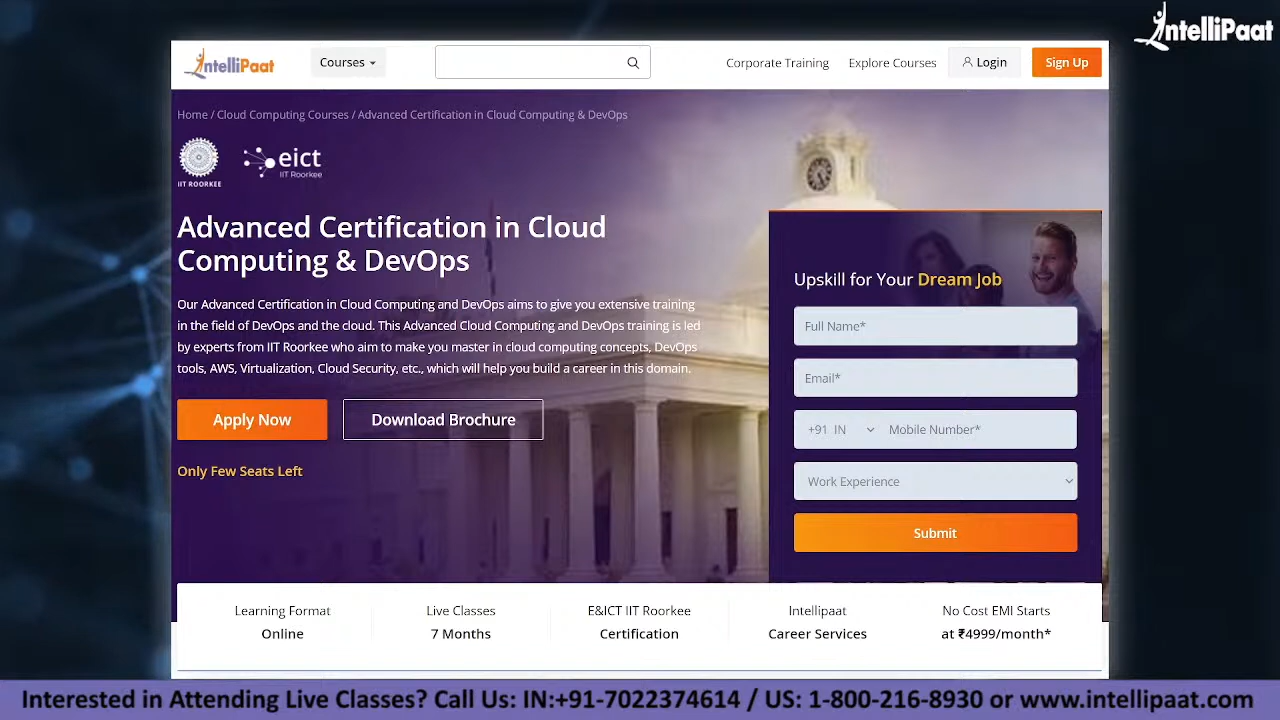 IntelliPaat
IntelliPaat
Courses
Corporate Training
Explore Courses
Login
Sign Up
Home / Cloud Computing Courses / Advanced Certification in Cloud Computing & DevOps
IIT ROORKEE
eict
IIT Roorkee
Advanced Certification in Cloud
Computing & DevOps
Our Advanced Certification in Cloud Computing and DevOps aims to give you extensive training
in the field of DevOps and the cloud. This Advanced Cloud Computing and DevOps training is led
by experts from IIT Roorkee who aim to make you master in cloud computing concepts, DevOps
tools, AWS, Virtualization, Cloud Security, etc., which will help you build a career in this domain.
Apply Now
Download Brochure
Only Few Seats Left
Upskill for Your Dream Job
Full Name*
Email*
+91 IN
Mobile Number*
Work Experience
Submit
Learning Format
Online
Live Classes
7 Months
E&ICT IIT Roorkee
Certification
Intellipaat
Career Services
No Cost EMI Starts
at ₹4999/month*
Interested in Attending Live Classes? Call Us: IN:+91-7022374614 / US: 1-800-216-8930 or www.intellipaat.com